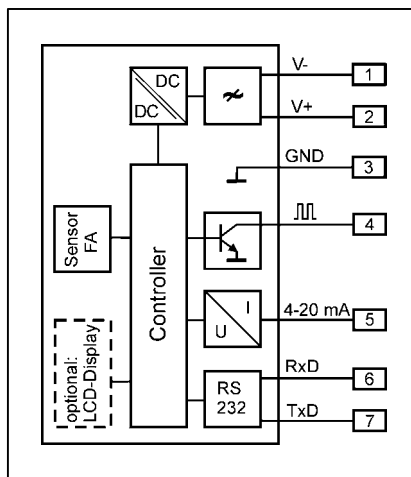 DC
DC
V-
1
V+
2
GND
3
Sensor
FA
Controller
4
U
I
4-20 mA
5
optional:
LCD-Display
RS
232
RxD
6
TxD
7